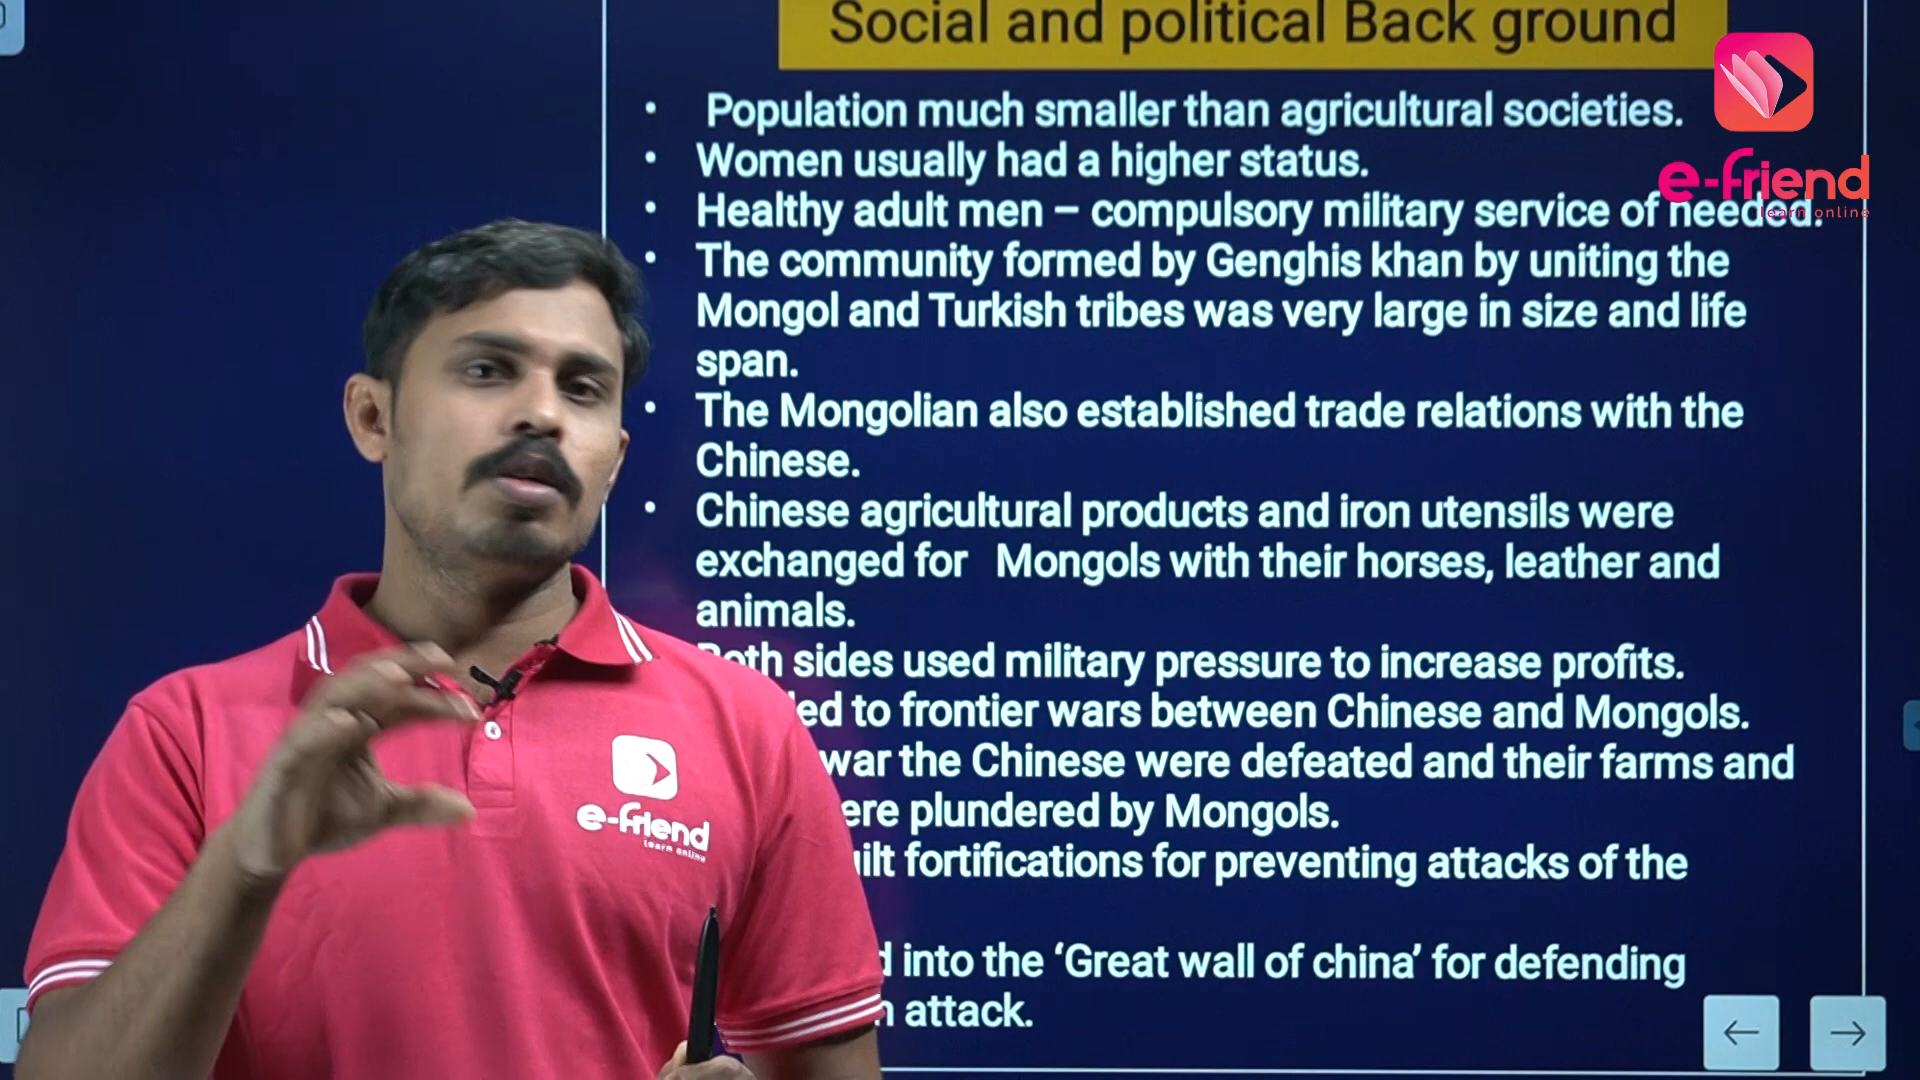 Social and political Back ground
e-friend
learn online
• Population much smaller than agricultural societies.
• Women usually had a higher status.
• Healthy adult men – compulsory military service of needed.
• The community formed by Genghis khan by uniting the
Mongol and Turkish tribes was very large in size and life
span.
• The Mongolian also established trade relations with the
Chinese.
• Chinese agricultural products and iron utensils were
exchanged for Mongols with their horses, leather and
animals.
Both sides used military pressure to increase profits.
to frontier wars between Chinese and Mongols.
war the Chinese were defeated and their farms and
plundered by Mongols.
fortifications for preventing attacks of the
into the ‘Great wall of china’ for defending
attack.
e-friend
learn online